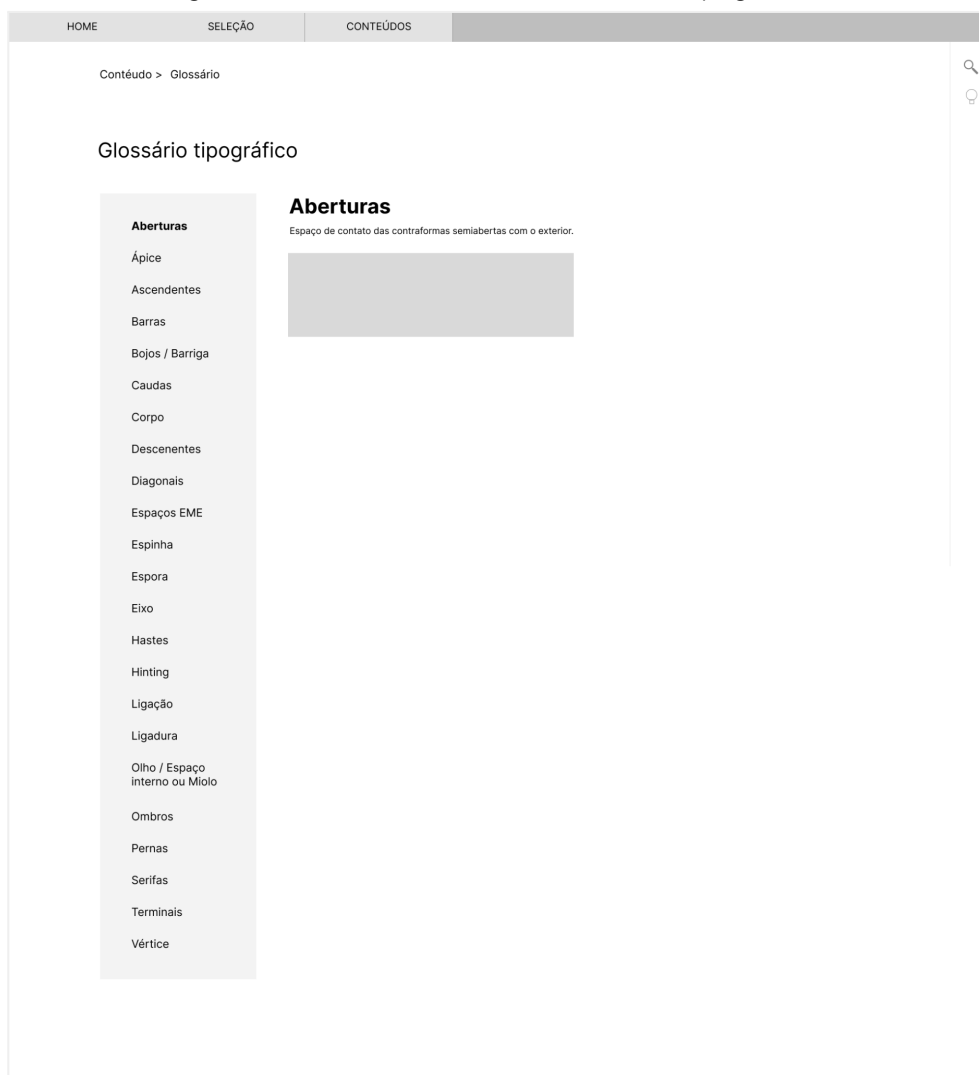 HOME SELEÇÃO CONTEÚDOS
Contéudo > Glossário
Glossário tipográfico
Aberturas
Ápice
Ascendentes
Barras
Bojos / Barriga
Caudas
Corpo
Descenentes
Diagonais
Espaços EME
Espinha
Espora
Eixo
Hastes
Hinting
Ligação
Ligadura
Olho / Espaço
interno ou Miolo
Ombros
Pernas
Serifas
Terminais
Vértice
Aberturas
Espaço de contato das contraformas semiabertas com o exterior.